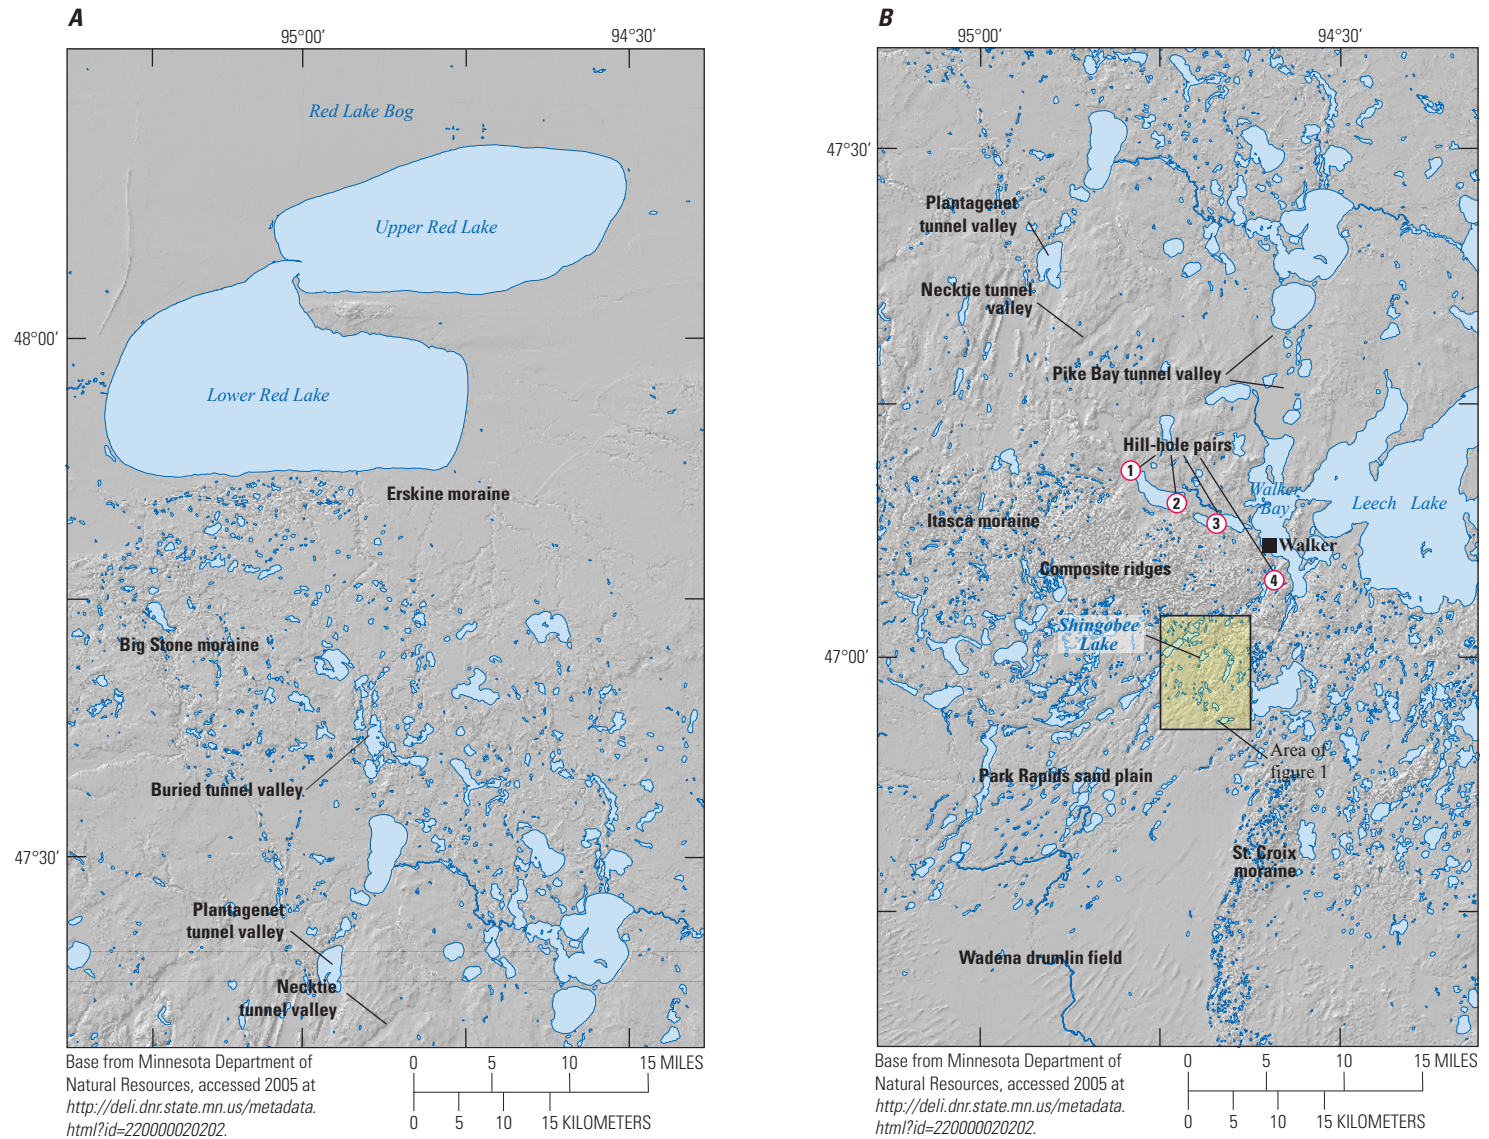 A
95°00′
94°30′
Red Lake Bog
Upper Red Lake
48°00′
Lower Red Lake
Erskine moraine
Big Stone moraine
Buried tunnel valley
47°30′
Plantagenet
tunnel valley
Necktie
tunnel valley
Base from Minnesota Department of
Natural Resources, accessed 2005 at
http://deli.dnr.state.mn.us/metadata.
html?id=220000020202.
0 5 10 15 MILES
0 5 10 15 KILOMETERS
B
95°00′
94°30′
47°30′
Plantagenet
tunnel valley
Necktie tunnel
valley
Pike Bay tunnel valley
Hill-hole pairs
1
2
3
4
Walker
Bay
Leech Lake
Itasca moraine
Walker
Composite ridges
Shingobee
Lake
47°00′
Area of
figure 1
Park Rapids sand plain
St. Croix
moraine
Wadena drumlin field
Base from Minnesota Department of
Natural Resources, accessed 2005 at
http://deli.dnr.state.mn.us/metadata.
html?id=220000020202.
0 5 10 15 MILES
0 5 10 15 KILOMETERS